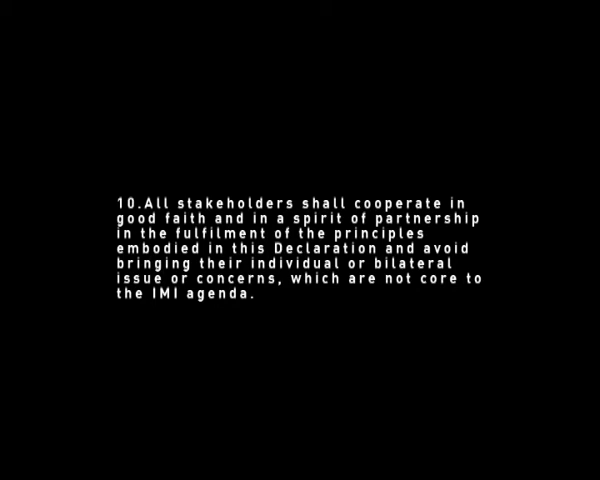 10.All stakeholders shall cooperate in
good faith and in a spirit of partnership
in the fulfilment of the principles
embodied in this Declaration and avoid
bringing their individual or bilateral
issue or concerns, which are not core to
the IMI agenda.